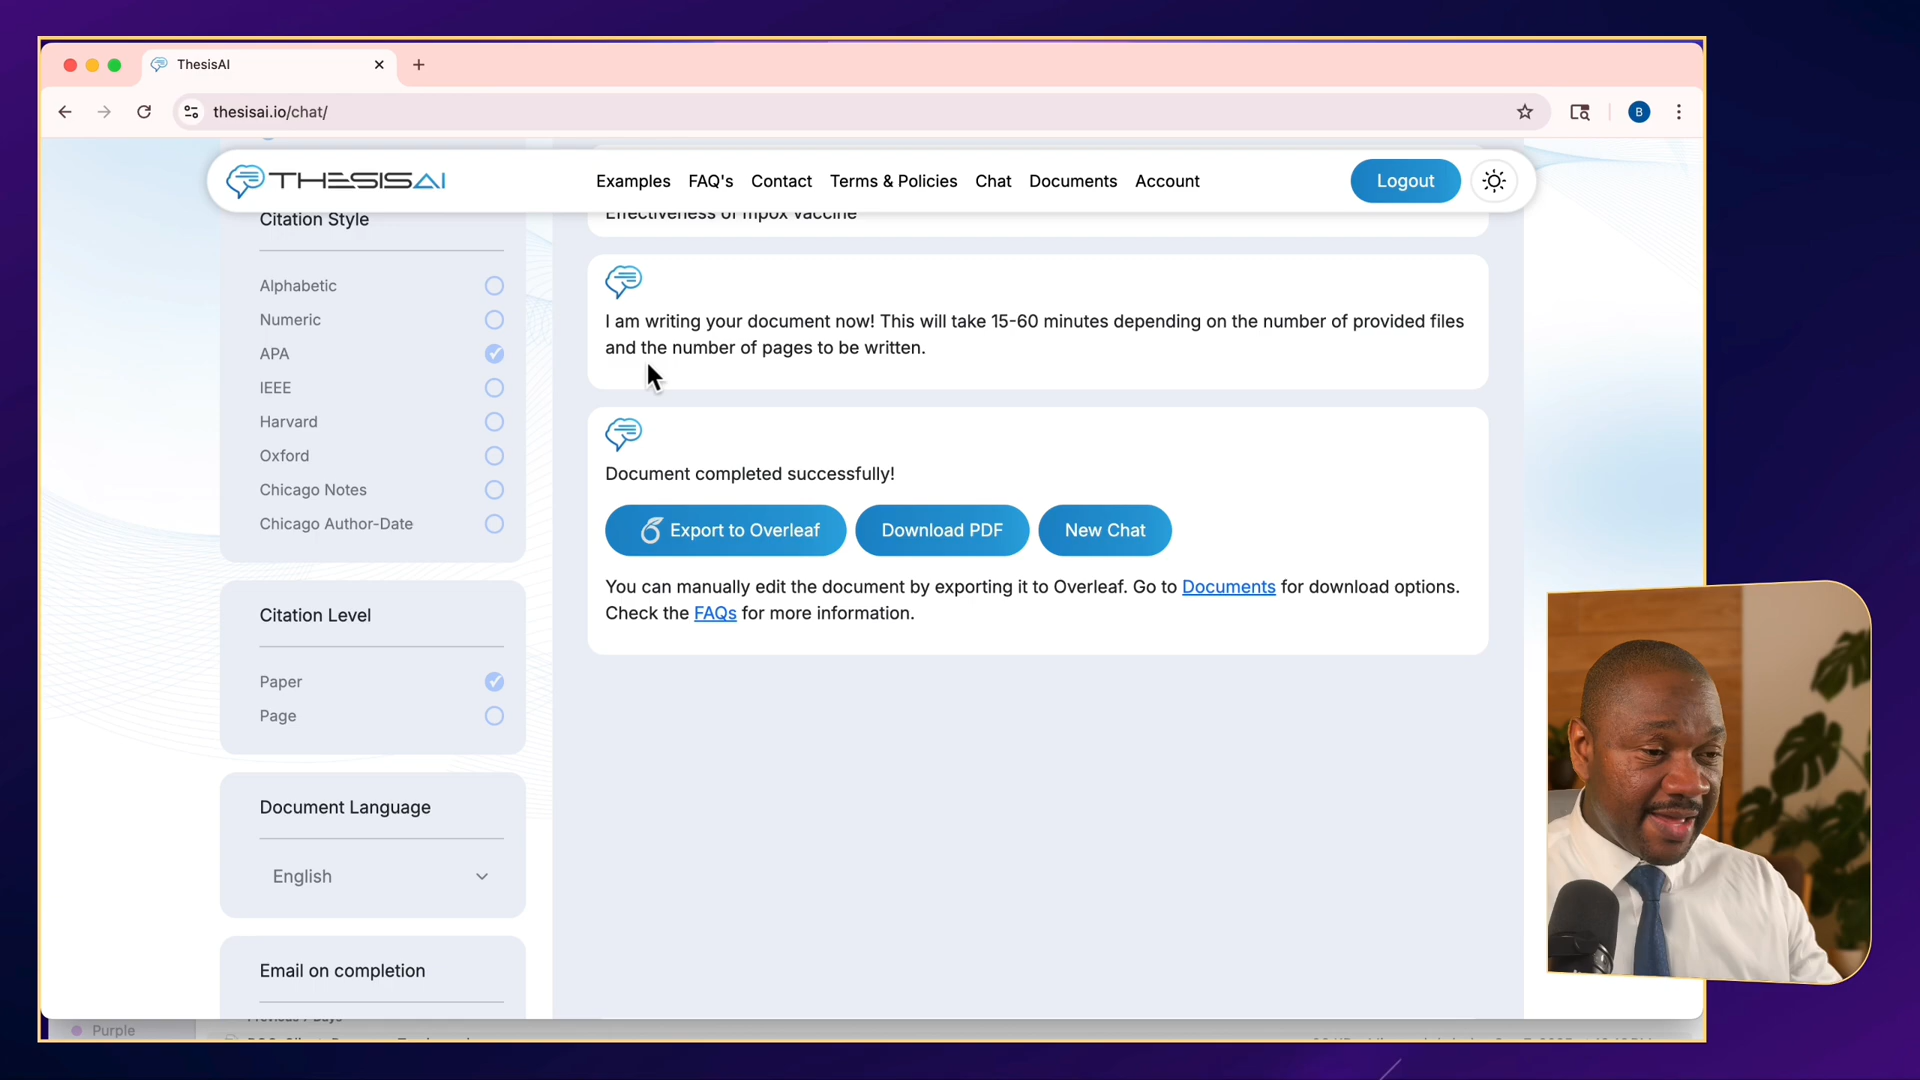 ThesisAI
thesisai.io/chat/
B
THESISAI
Examples
FAQ's
Contact
Terms & Policies
Chat
Documents
Account
Logout
Citation Style
Alphabetic
Numeric
APA
IEEE
Harvard
Oxford
Chicago Notes
Chicago Author-Date
Citation Level
Paper
Page
Document Language
English
Email on completion
Effectiveness of mpox vaccine
I am writing your document now! This will take 15-60 minutes depending on the number of provided files
and the number of pages to be written.
Document completed successfully!
Export to Overleaf
Download PDF
New Chat
You can manually edit the document by exporting it to Overleaf. Go to Documents for download options.
Check the FAQs for more information.
Purple